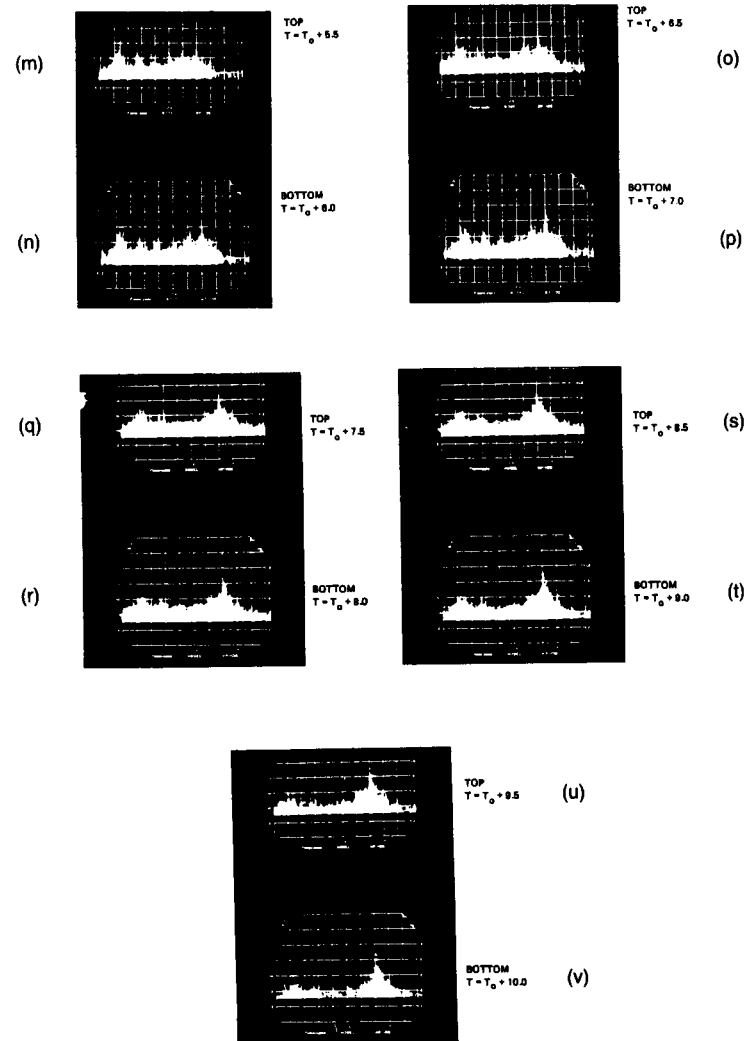 (m)
TOP
T = T₀ + 5.5
(n)
BOTTOM
T = T₀ + 6.0
TOP
T = T₀ + 6.5
(o)
BOTTOM
T = T₀ + 7.0
(p)
(q)
TOP
T = T₀ + 7.5
(r)
BOTTOM
T = T₀ + 8.0
TOP
T = T₀ + 8.5
(s)
BOTTOM
T = T₀ + 9.0
(t)
TOP
T = T₀ + 9.5
(u)
BOTTOM
T = T₀ + 10.0
(v)